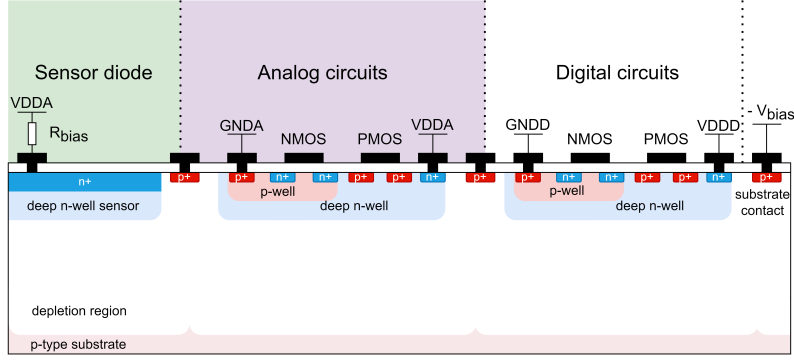 Sensor diode
Analog circuits
Digital circuits
VDDA
Rbias
GNDA
NMOS
PMOS
VDDA
GNDD
NMOS
PMOS
VDDD
- Vbias
n+
p+
p+
n+
n+
p+
p+
n+
p+
p+
n+
n+
p+
p+
n+
p+
deep n-well sensor
p-well
deep n-well
p-well
deep n-well
substrate
contact
depletion region
p-type substrate